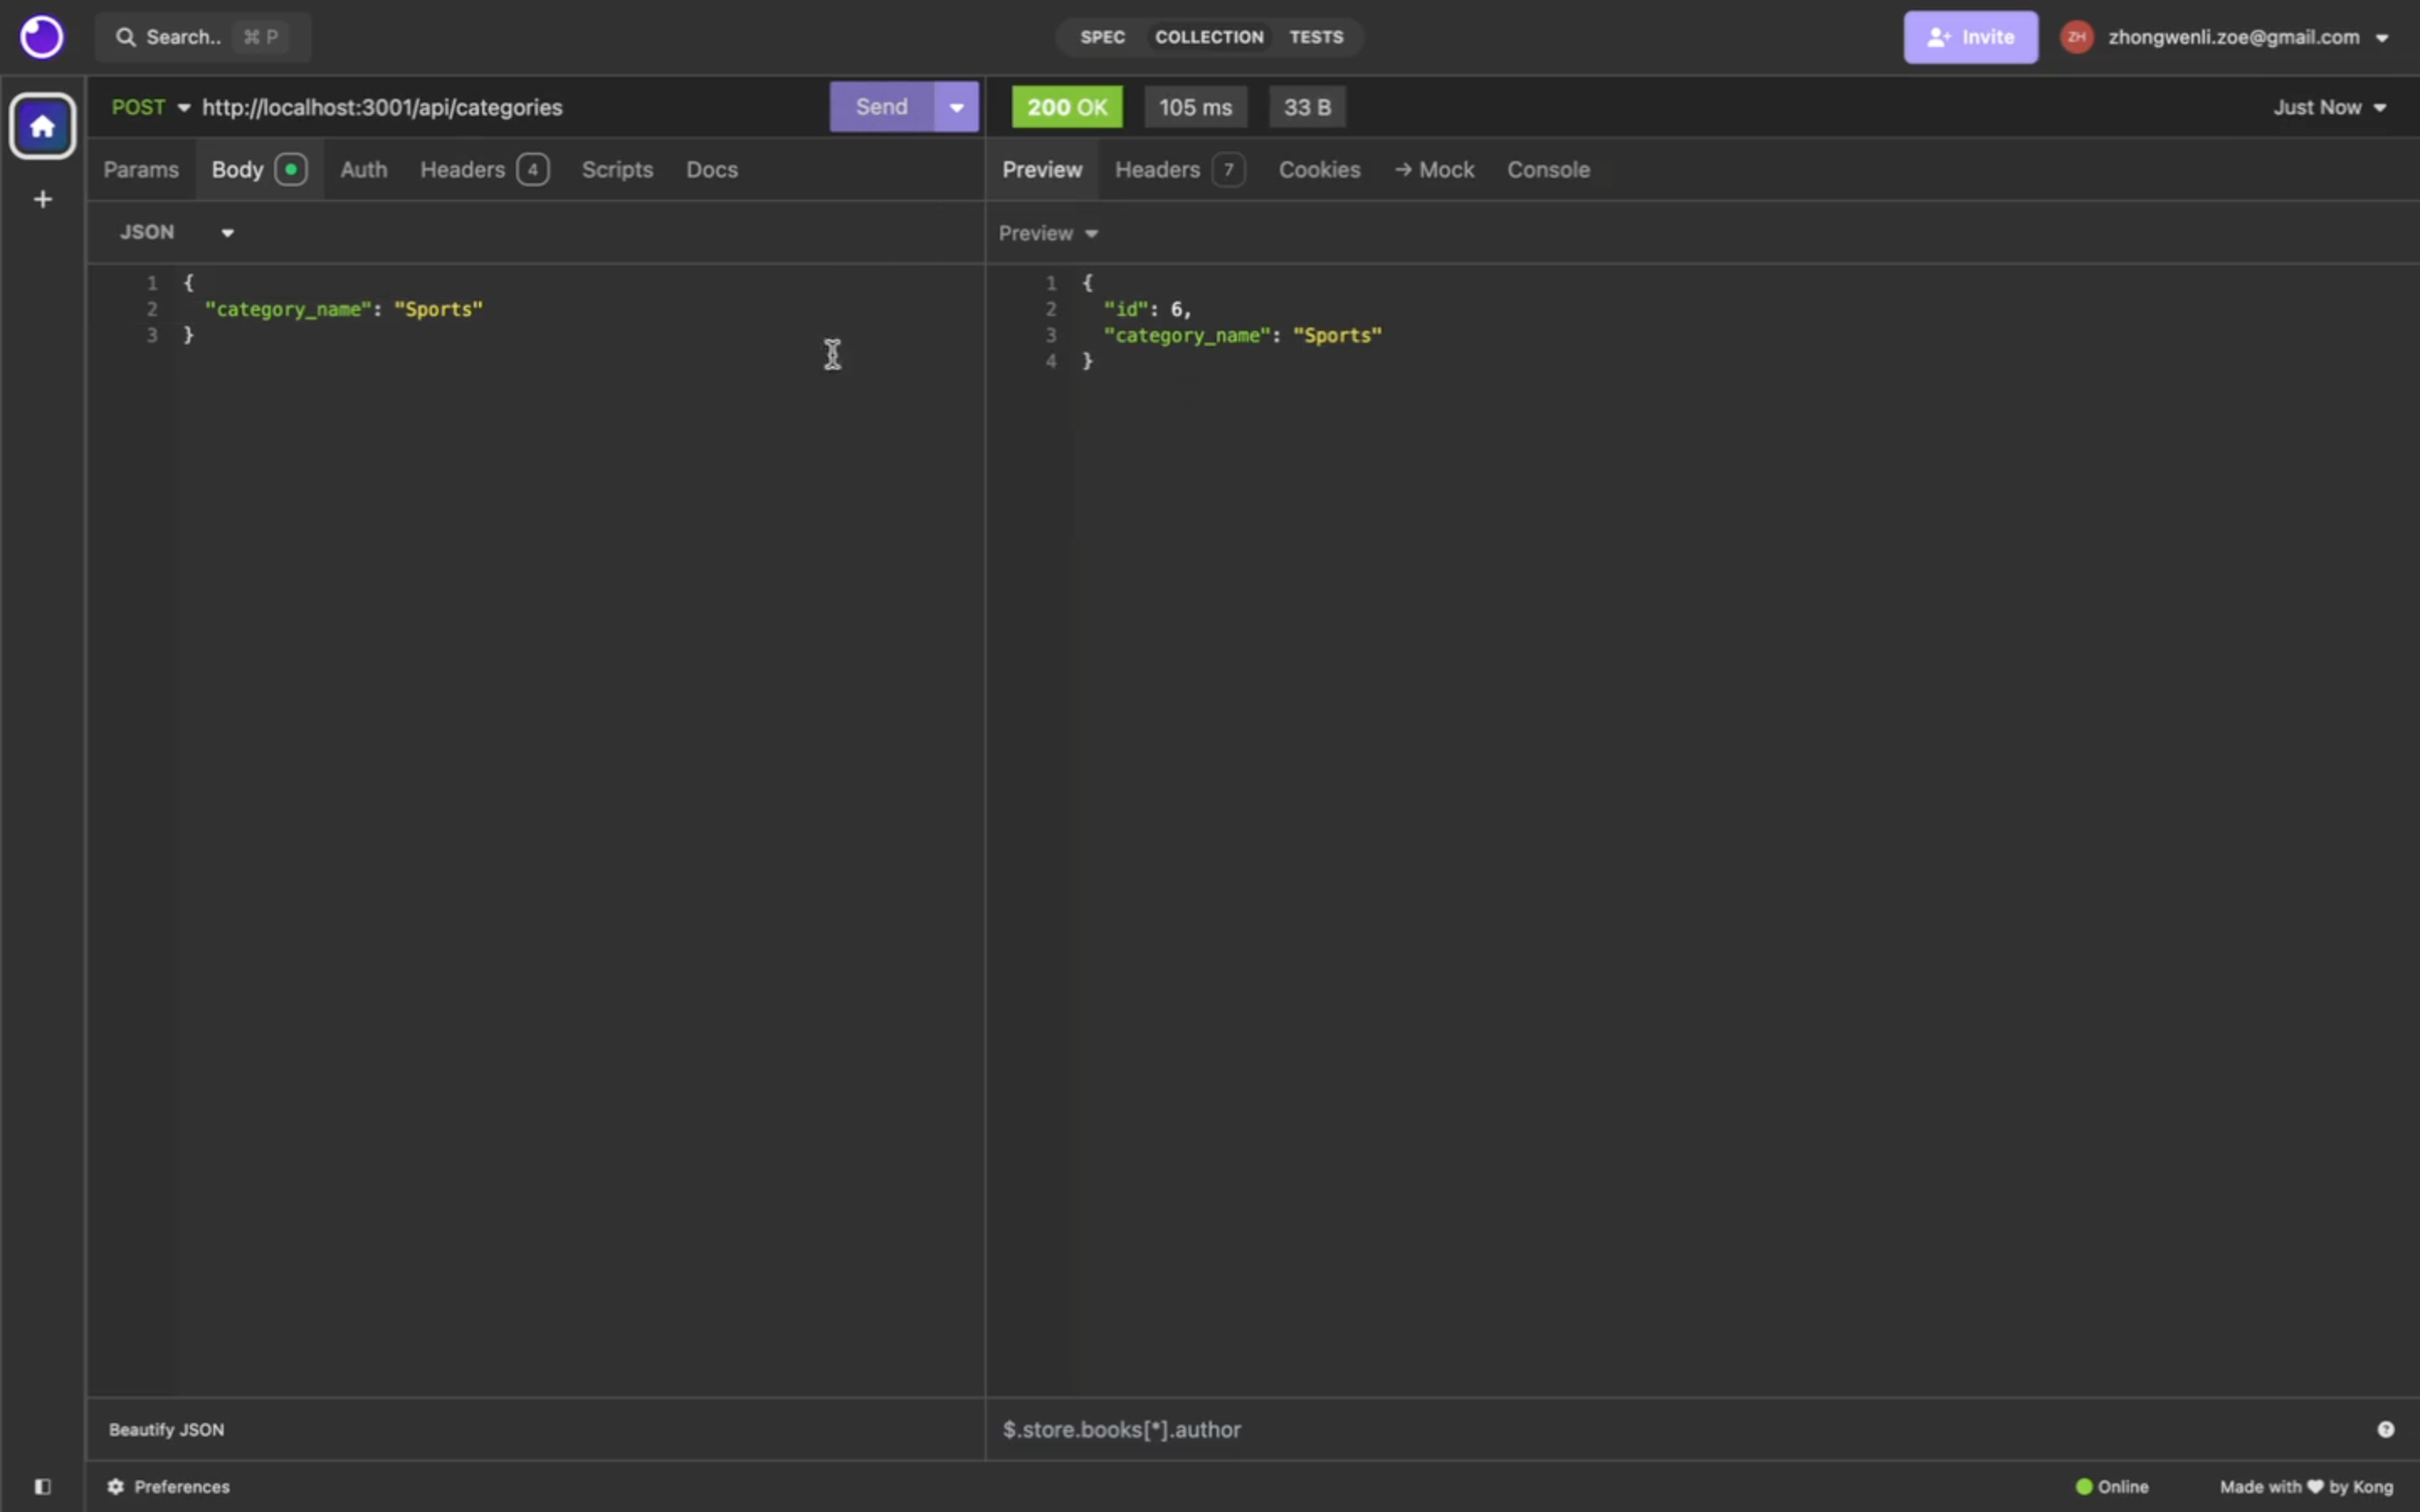 Search.. ⌘ P
SPEC COLLECTION TESTS
Invite
ZH zhongwenli.zoe@gmail.com
POST http://localhost:3001/api/categories
Send
200 OK 105 ms 33 B
Just Now
Params Body Auth Headers 4 Scripts Docs
Preview Headers 7 Cookies → Mock Console
JSON
Preview
1 {
2 "category_name": "Sports"
3 }
1 {
2 "id": 6,
3 "category_name": "Sports"
4 }
Beautify JSON
$.store.books[*].author
Preferences
Online
Made with ♥ by Kong